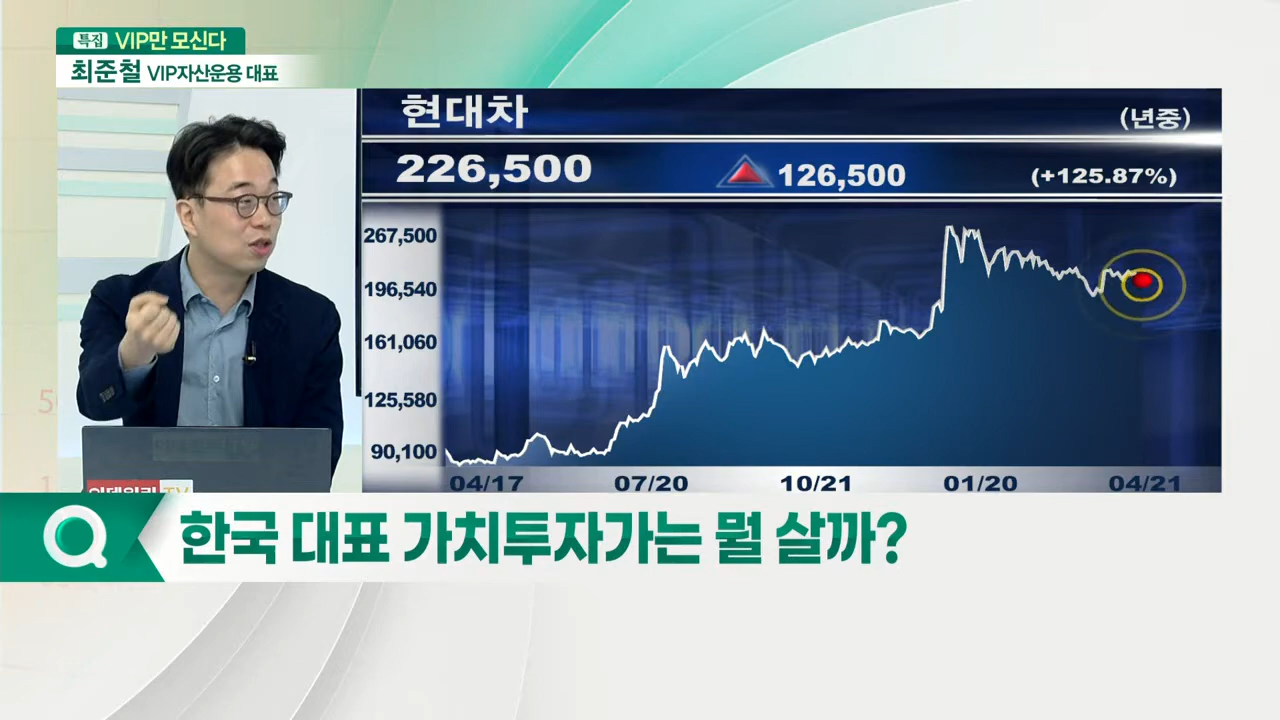 특집 VIP만 모신다
최준철 VIP자산운용 대표
현대차 (년중)
226,500 126,500 (+125.87%)
267,500
196,540
161,060
125,580
90,100
04/17 07/20 10/21 01/20 04/21
한국 대표 가치투자가는 뭘 살까?